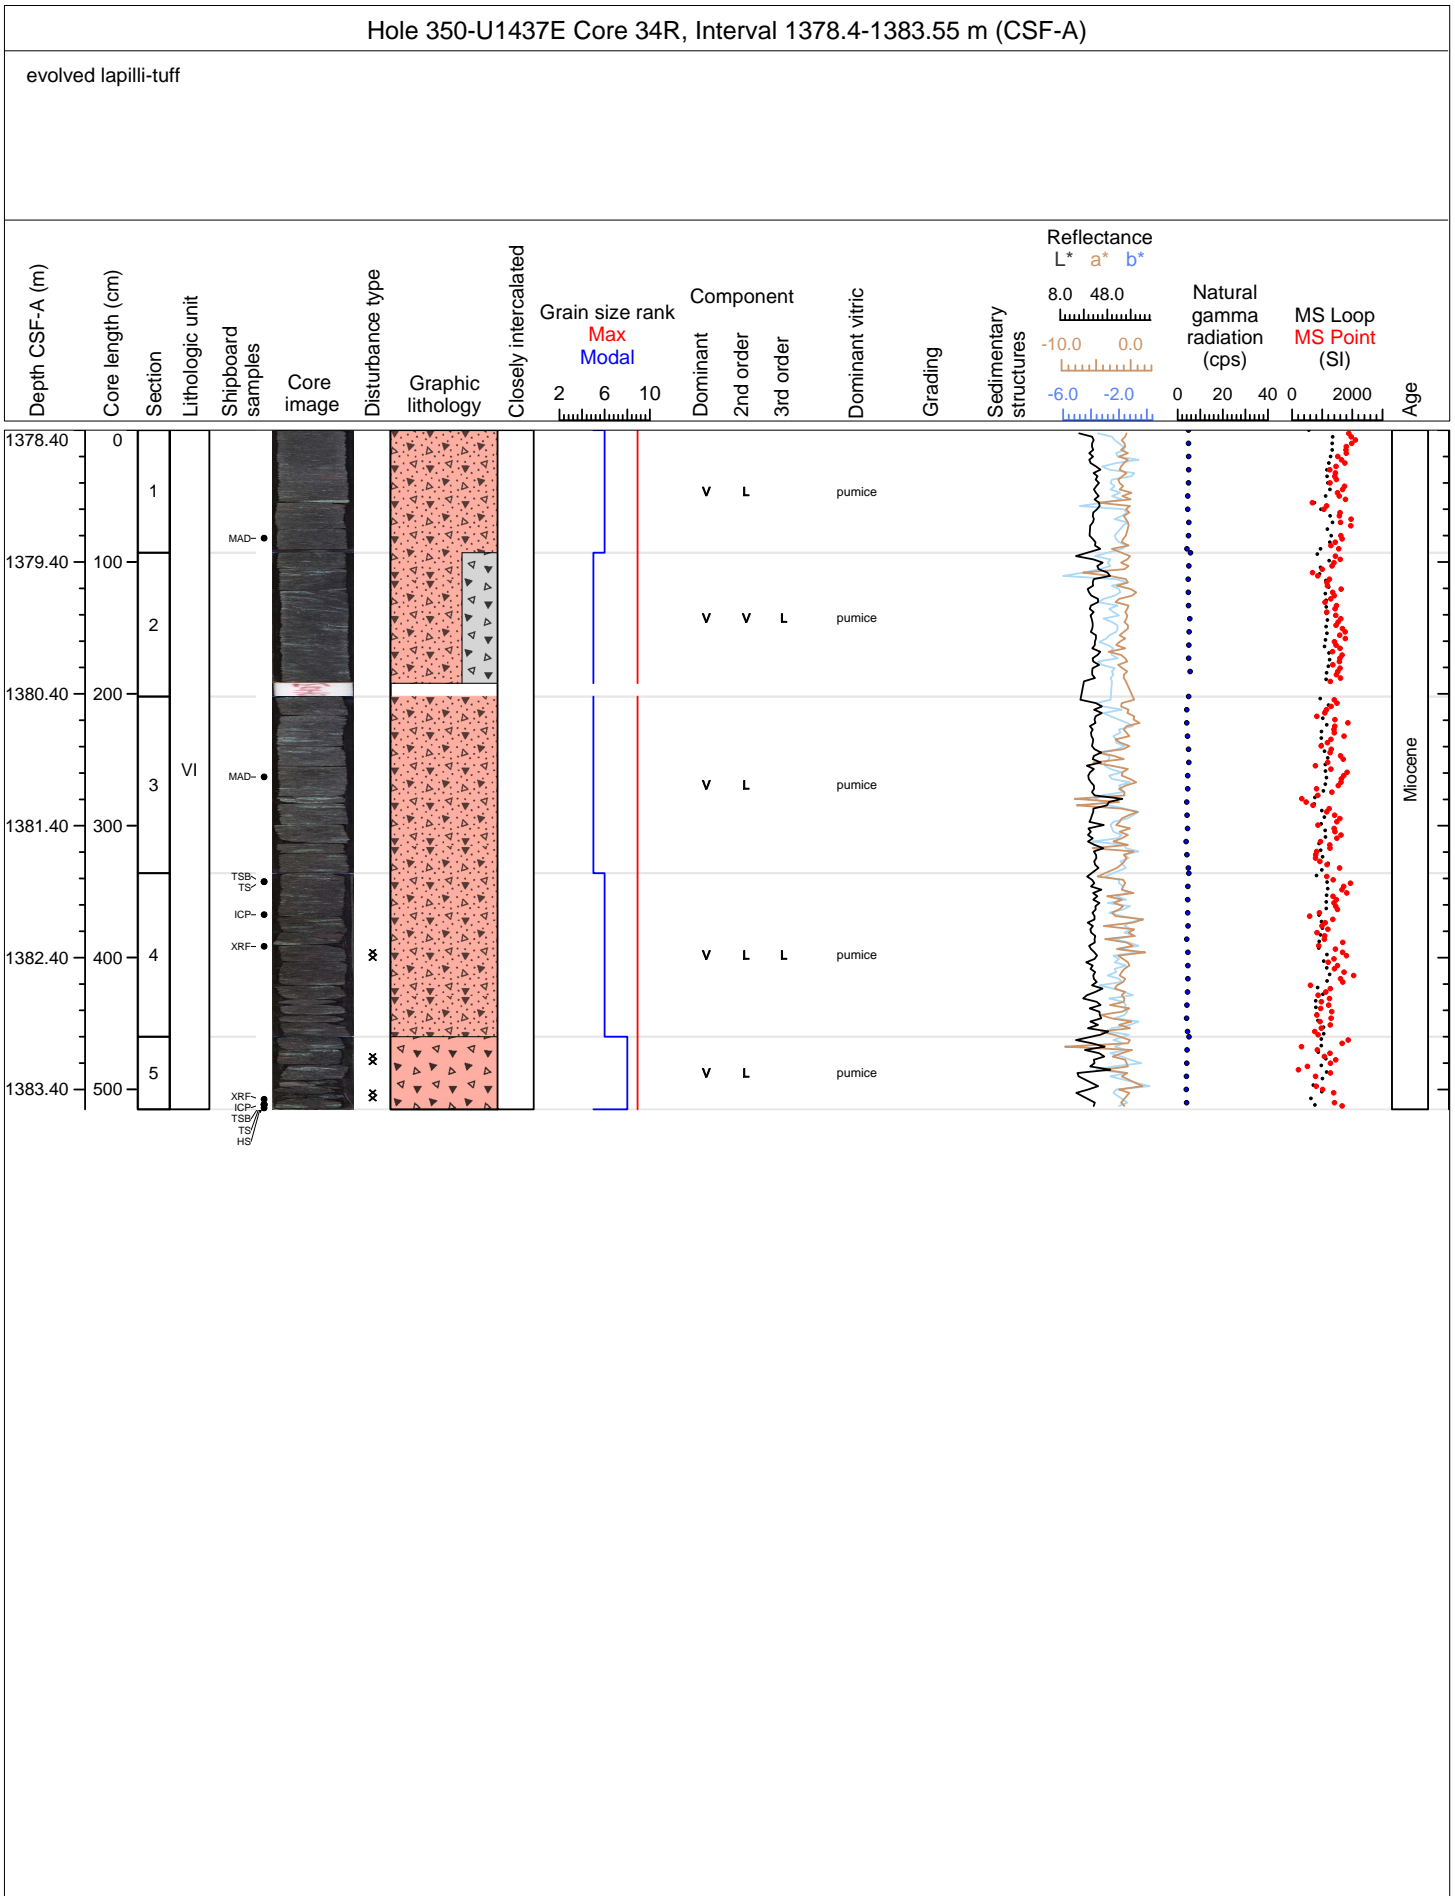 Hole 350-U1437E Core 34R, Interval 1378.4-1383.55 m (CSF-A)
evolved lapilli-tuff
Depth CSF-A (m)
Core length (cm)
Section
Lithologic unit
Shipboard
samples
Core
image
Disturbance type
Graphic
lithology
Closely intercalated
Grain size rank
Max
Modal
2 6 10
Component
Dominant
2nd order
3rd order
Dominant vitric
Grading
Sedimentary
structures
Reflectance
L* a* b*
8.0 48.0
-10.0 0.0
-6.0 -2.0
Natural
gamma
radiation
(cps)
0 20 40
MS Loop
MS Point
(SI)
0 2000
Age
1378.40 0
1 V L pumice
MAD
1379.40 100
2 V V L pumice
1380.40 200
VI
MAD
3 V L pumice
Miocene
1381.40 300
TSB
TS
ICP
XRF
4 V L L pumice
1382.40 400
5 V L pumice
1383.40 500
XRF
ICP
TSB
TS
HS